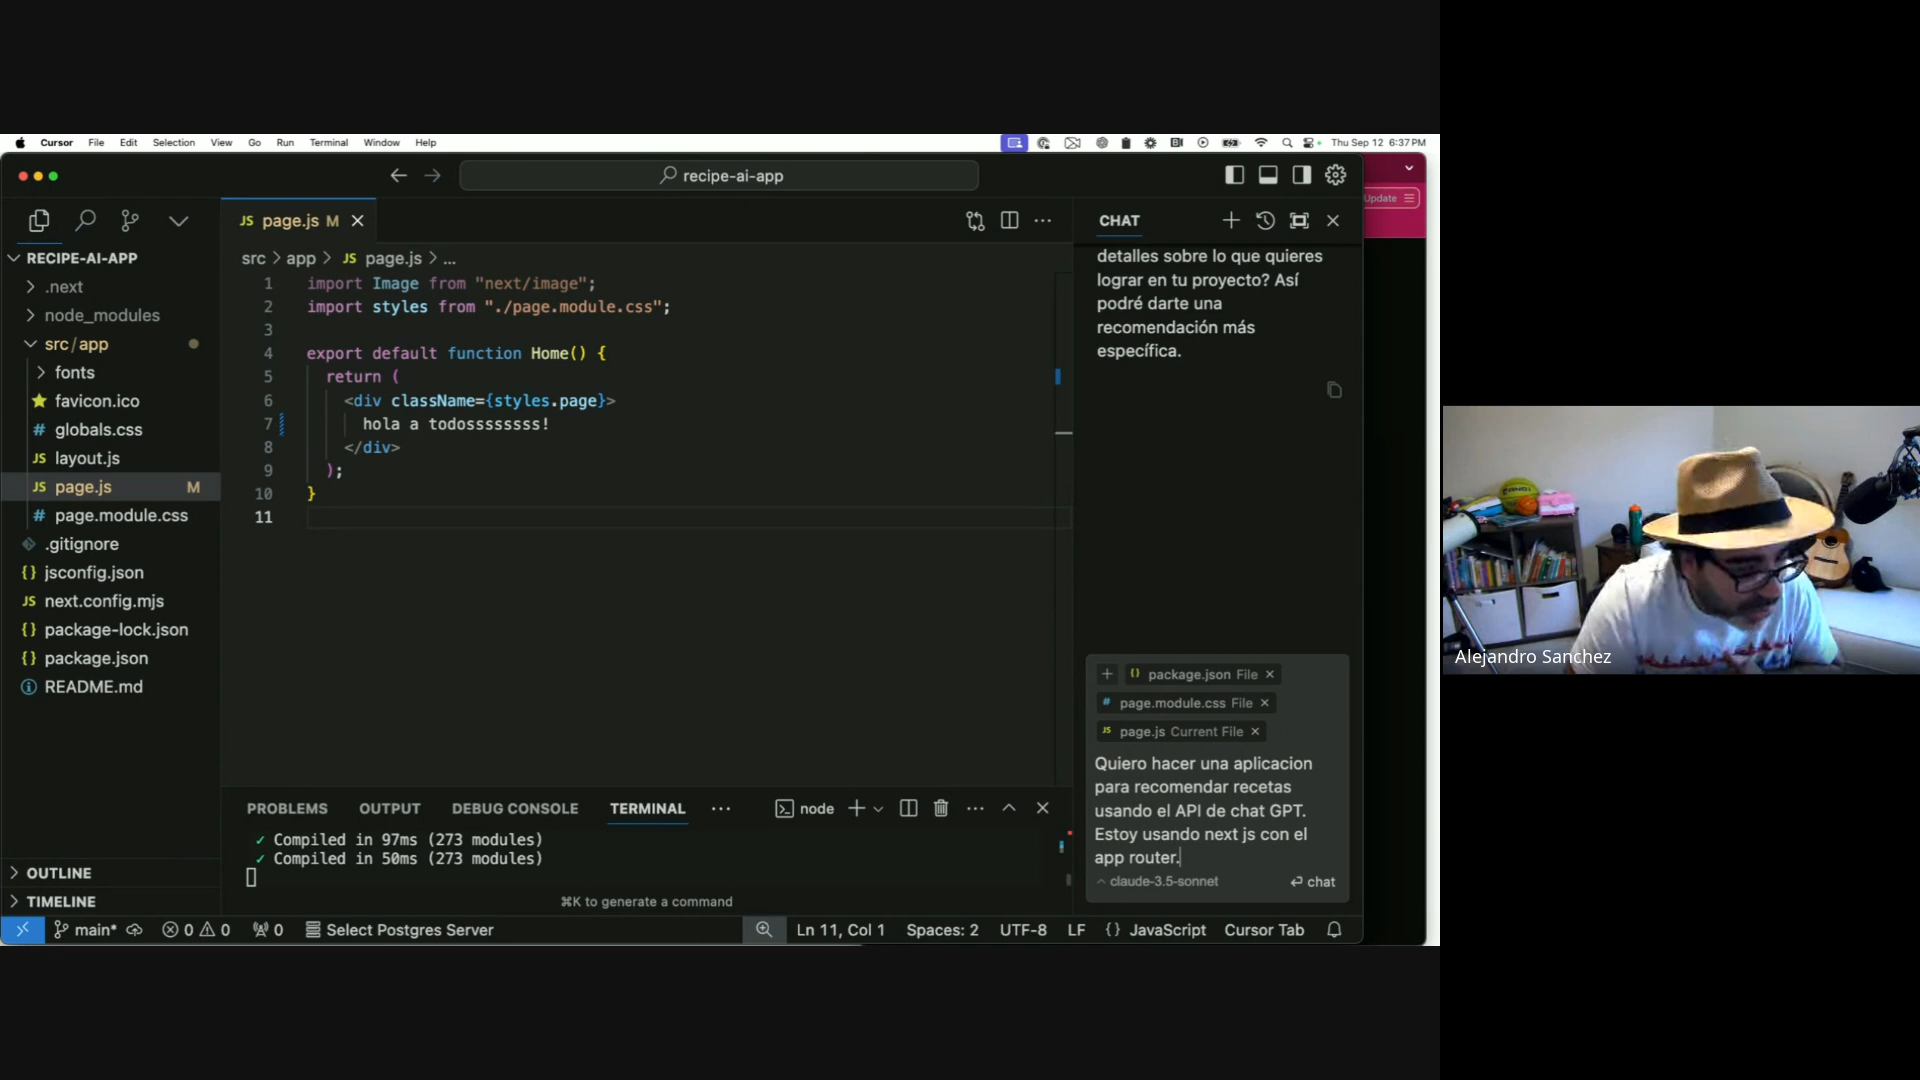 Cursor File Edit Selection View Go Run Terminal Window Help
Thu Sep 12 6:37 PM
recipe-ai-app
Update
JS page.js M
CHAT
RECIPE-AI-APP
.next
node_modules
src/app
fonts
favicon.ico
# globals.css
JS layout.js
JS page.js M
# page.module.css
.gitignore
{} jsconfig.json
JS next.config.mjs
{} package-lock.json
{} package.json
README.md
OUTLINE
TIMELINE
src > app > JS page.js > ...
1 import Image from "next/image";
2 import styles from "./page.module.css";
3
4 export default function Home() {
5 return (
6 <div className={styles.page}>
7 hola a todossssssss!
8 </div>
9 );
10 }
11
detalles sobre lo que quieres
lograr en tu proyecto? Así
podré darte una
recomendación más
específica.
+ {} package.json File
# page.module.css File
JS page.js Current File
Quiero hacer una aplicacion
para recomendar recetas
usando el API de chat GPT.
Estoy usando next js con el
app router.
claude-3.5-sonnet
chat
PROBLEMS OUTPUT DEBUG CONSOLE TERMINAL ... node
✓ Compiled in 97ms (273 modules)
✓ Compiled in 50ms (273 modules)
⌘K to generate a command
main* 0 0 0 Select Postgres Server Ln 11, Col 1 Spaces: 2 UTF-8 LF {} JavaScript Cursor Tab
Alejandro Sanchez